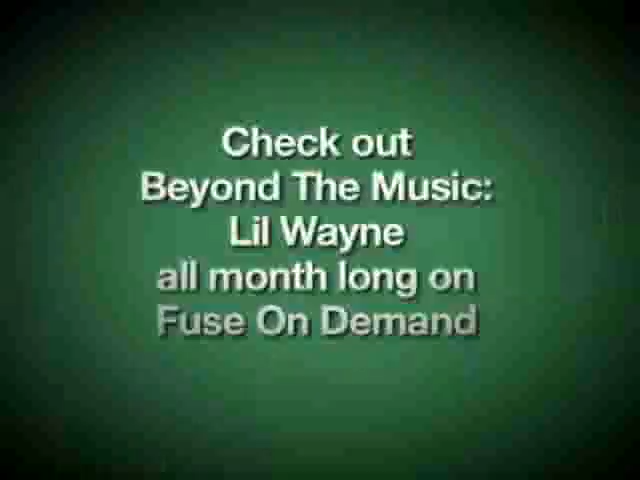 Check out
Beyond The Music:
Lil Wayne
all month long on
Fuse On Demand